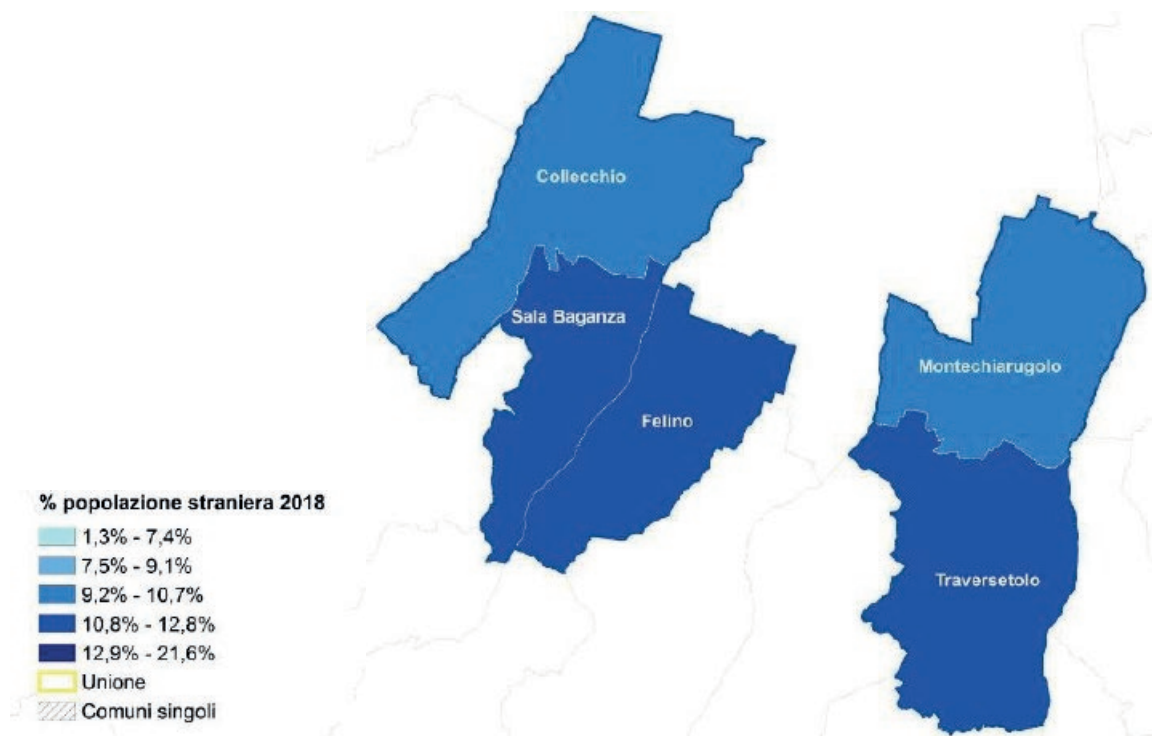 Collecchio
Sala Baganza
Felino
Montechiarugolo
Traversetolo
% popolazione straniera 2018
1,3% - 7,4%
7,5% - 9,1%
9,2% - 10,7%
10,8% - 12,8%
12,9% - 21,6%
Unione
Comuni singoli